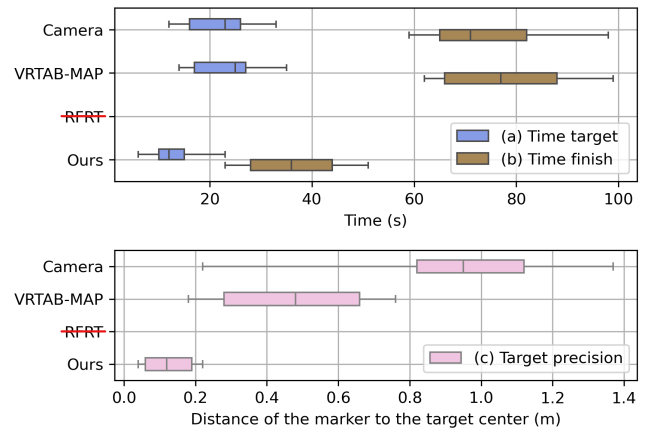 Camera
VRTAB-MAP
RFRT
Ours
(a) Time target
(b) Time finish
20 40 60 80 100
Time (s)
Camera
VRTAB-MAP
RFRT
Ours
(c) Target precision
0.0 0.2 0.4 0.6 0.8 1.0 1.2 1.4
Distance of the marker to the target center (m)